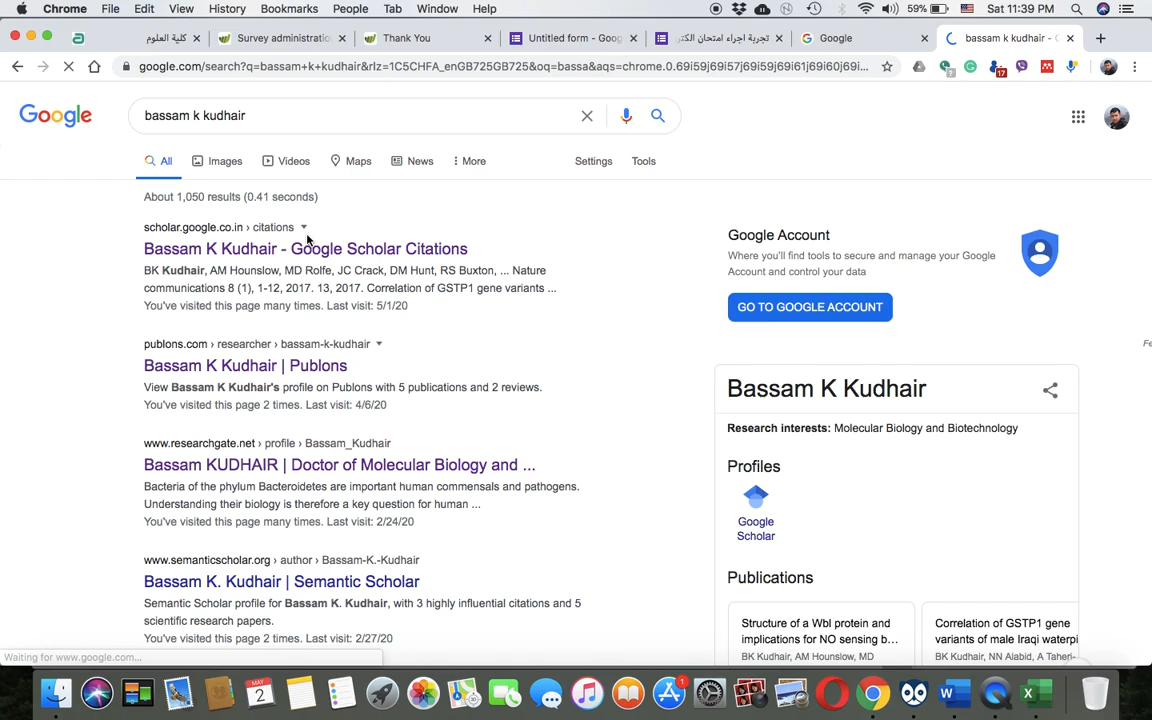 Chrome File Edit View History Bookmarks People Tab Window Help 59% Sat 11:39 PM
كلية العلوم Survey administratio Thank You Untitled form - Goog تجربة اجراء امتحان الكتر Google bassam k kudhair - G
google.com/search?q=bassam+k+kudhair&rlz=1C5CHFA_enGB725GB725&oq=bassa&aqs=chrome.0.69i59j69i57j69i59j69i61j69i60j69i... 7 17
Google bassam k kudhair
All Images Videos Maps News More Settings Tools
About 1,050 results (0.41 seconds)
scholar.google.co.in › citations
Bassam K Kudhair - Google Scholar Citations
BK Kudhair, AM Hounslow, MD Rolfe, JC Crack, DM Hunt, RS Buxton, ... Nature
communications 8 (1), 1-12, 2017. 13, 2017. Correlation of GSTP1 gene variants ...
You've visited this page many times. Last visit: 5/1/20
publons.com › researcher › bassam-k-kudhair
Bassam K Kudhair | Publons
View Bassam K Kudhair's profile on Publons with 5 publications and 2 reviews.
You've visited this page 2 times. Last visit: 4/6/20
www.researchgate.net › profile › Bassam_Kudhair
Bassam KUDHAIR | Doctor of Molecular Biology and ...
Bacteria of the phylum Bacteroidetes are important human commensals and pathogens.
Understanding their biology is therefore a key question for human ...
You've visited this page many times. Last visit: 2/24/20
www.semanticscholar.org › author › Bassam-K.-Kudhair
Bassam K. Kudhair | Semantic Scholar
Semantic Scholar profile for Bassam K. Kudhair, with 3 highly influential citations and 5
scientific research papers.
You've visited this page 2 times. Last visit: 2/27/20
Google Account
Where you'll find tools to secure and manage your Google
Account and control your data
GO TO GOOGLE ACCOUNT
Fe
Bassam K Kudhair
Research interests: Molecular Biology and Biotechnology
Profiles
Google
Scholar
Publications
Structure of a Wbl protein and
implications for NO sensing b...
BK Kudhair, AM Hounslow, MD
Correlation of GSTP1 gene
variants of male Iraqi waterpi
BK Kudhair, NN Alabid, A Taheri-
Waiting for www.google.com...
MAY
2
1
W
X